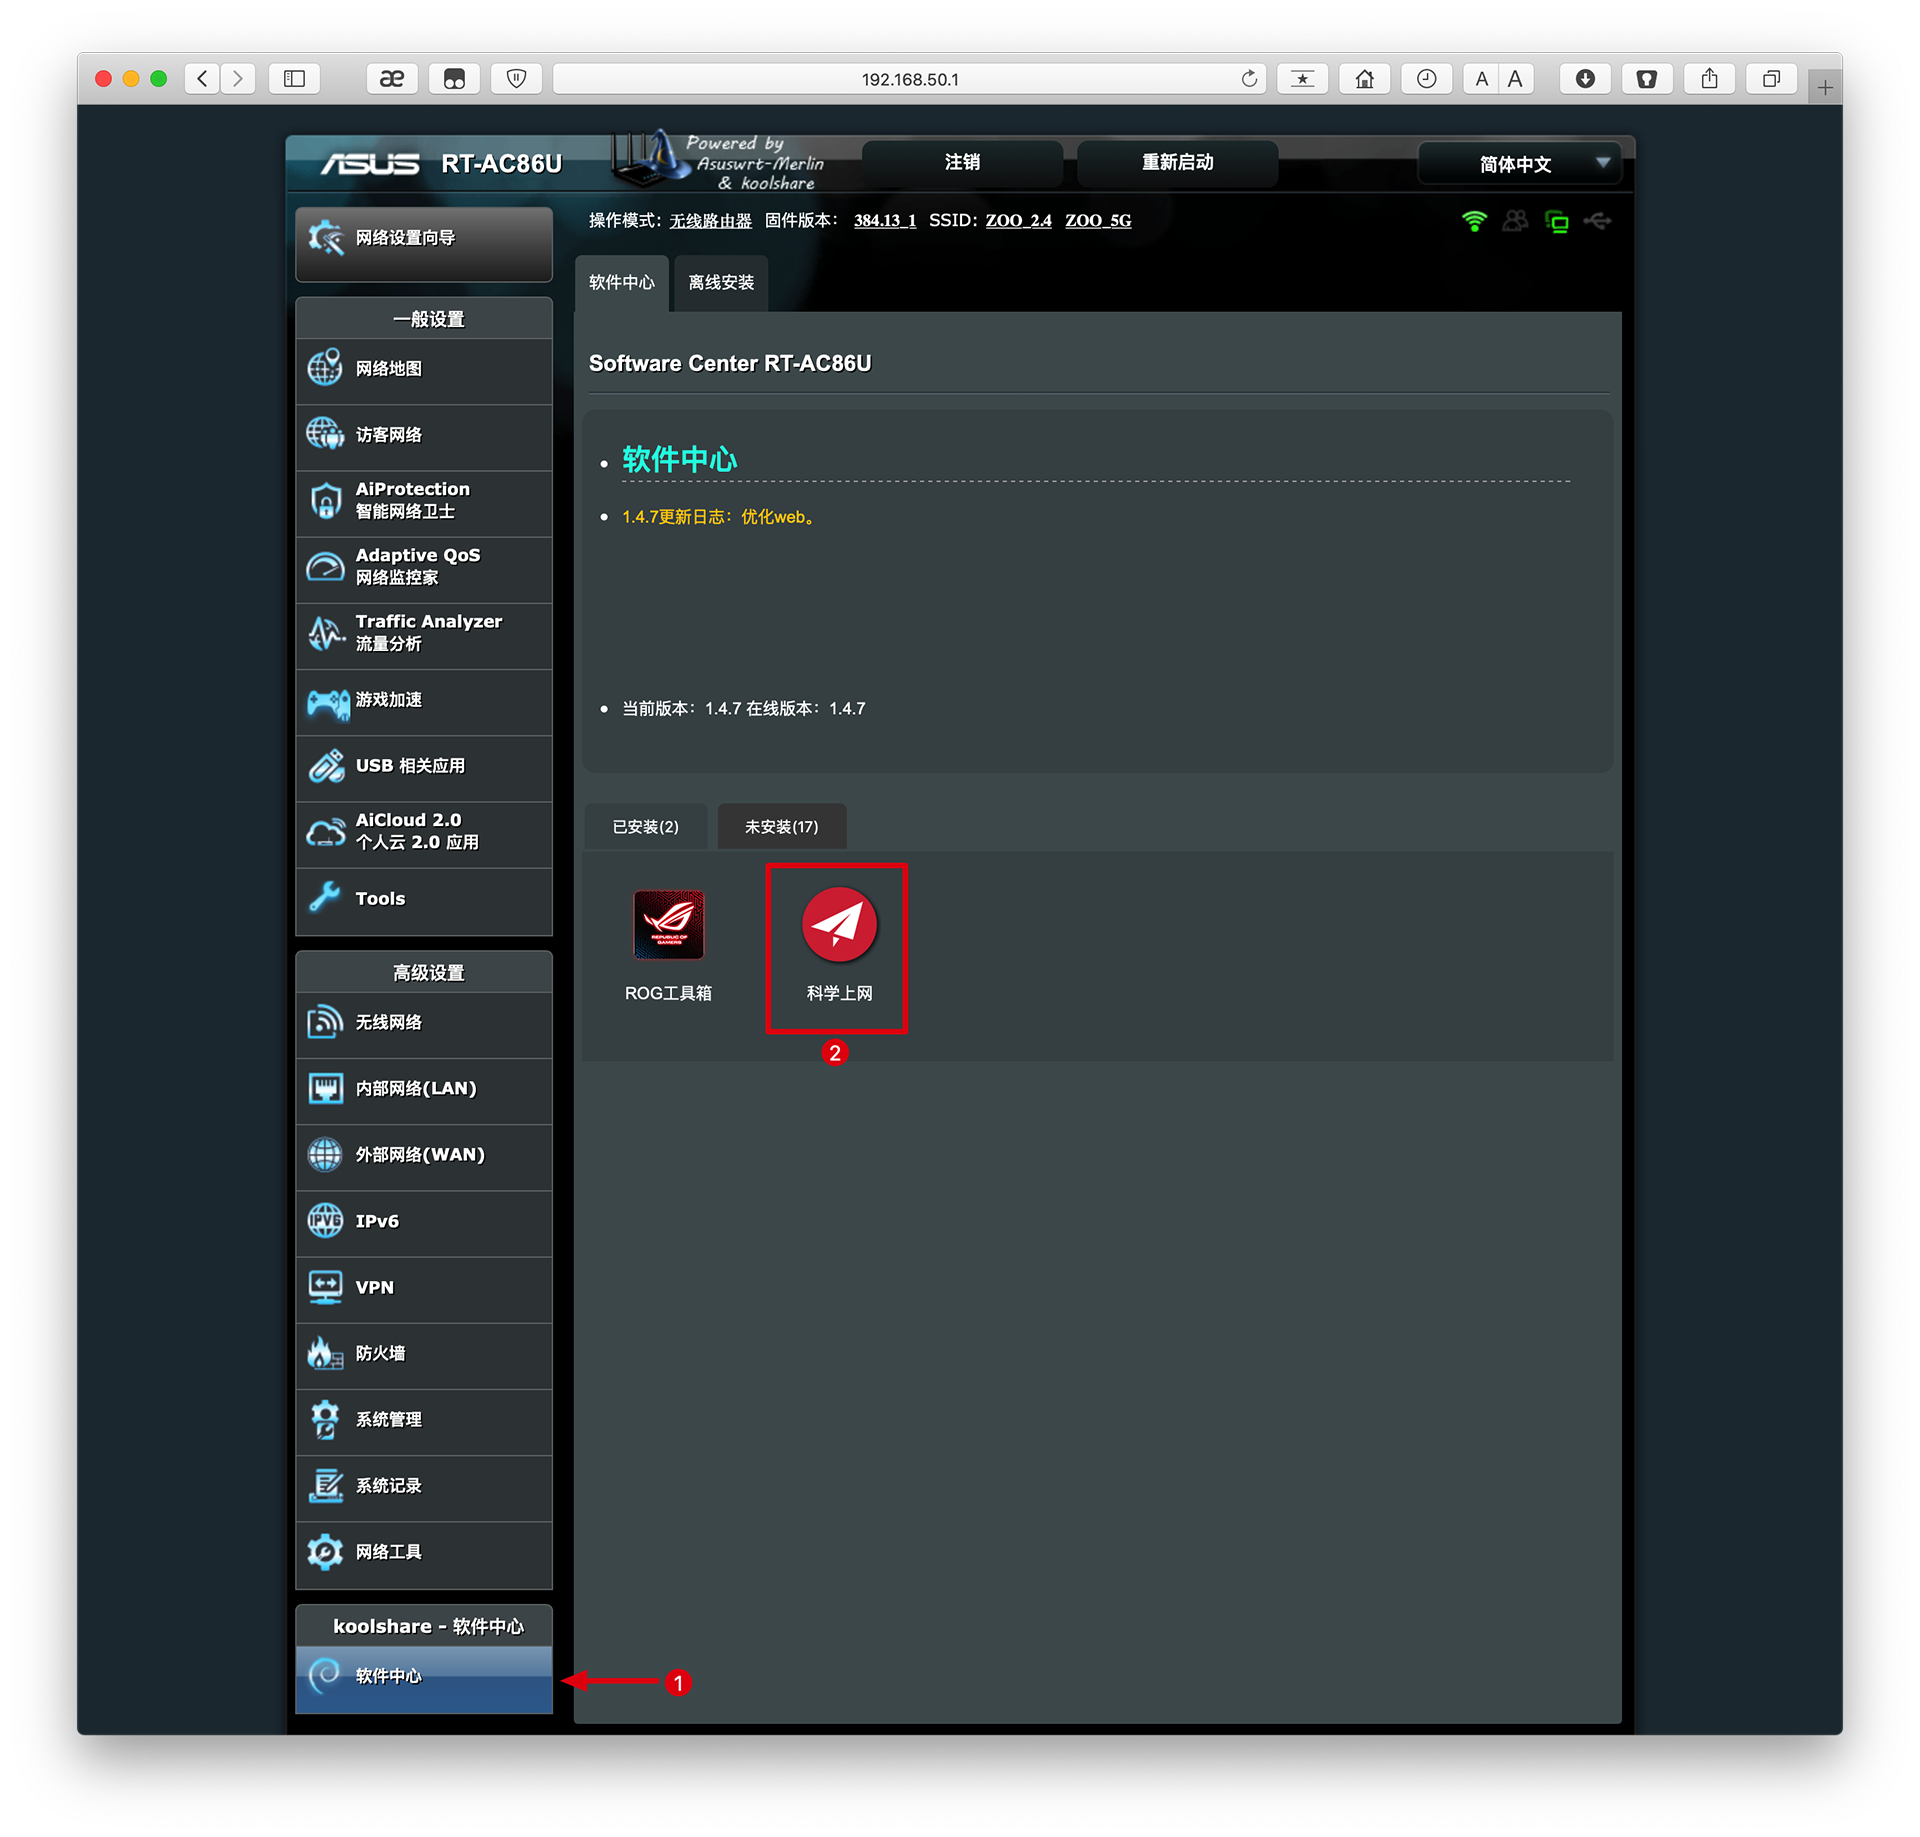 192.168.50.1
A A
ASUS RT-AC86U
Powered by
Asuswrt-Merlin
& koolshare
注销
重新启动
简体中文
操作模式：无线路由器 固件版本： 384.13_1 SSID：ZOO_2.4 ZOO_5G
网络设置向导
一般设置
网络地图
访客网络
AiProtection
智能网络卫士
Adaptive QoS
网络监控家
Traffic Analyzer
流量分析
游戏加速
USB 相关应用
AiCloud 2.0
个人云 2.0 应用
Tools
高级设置
无线网络
内部网络(LAN)
外部网络(WAN)
IPv6
VPN
防火墙
系统管理
系统记录
网络工具
koolshare - 软件中心
软件中心
1
软件中心
离线安装
Software Center RT-AC86U
软件中心
1.4.7更新日志：优化web。
当前版本：1.4.7 在线版本：1.4.7
已安装(2)
未安装(17)
REPUBLIC OF
GAMERS
ROG工具箱
科学上网
2